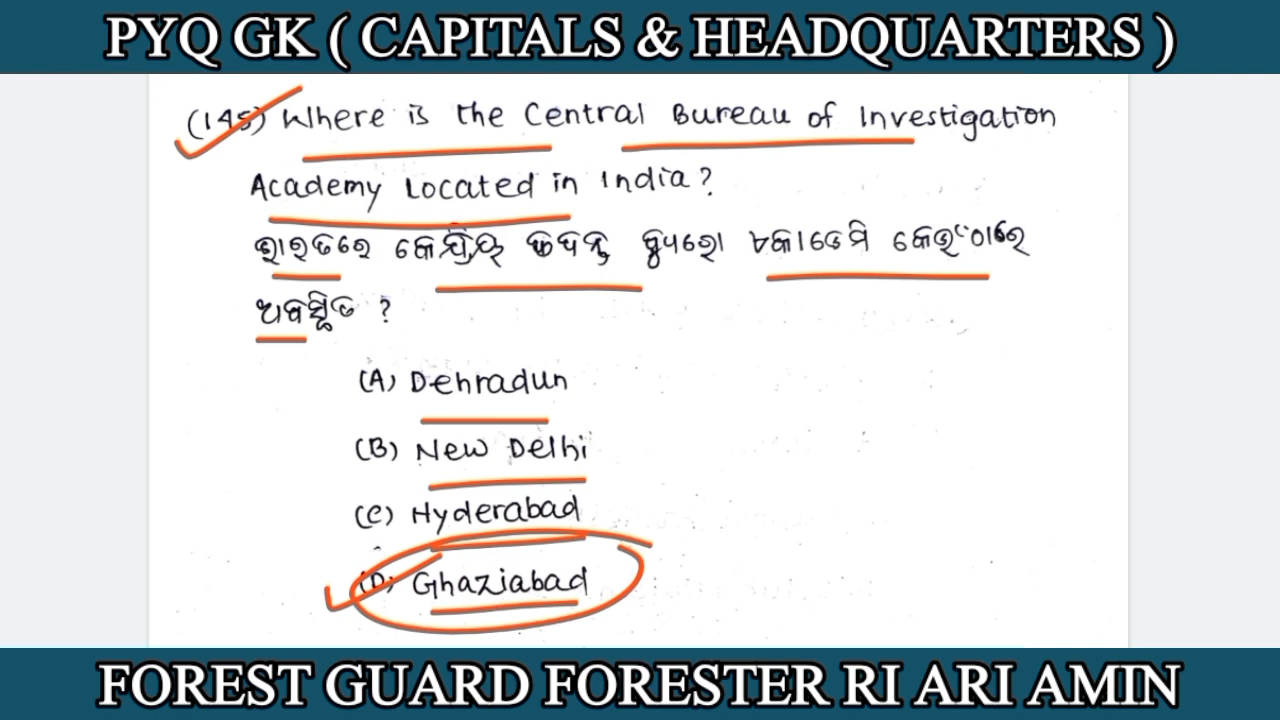 PYQ GK ( CAPITALS & HEADQUARTERS )
(145) Where is the Central Bureau of Investigation
Academy Located in India?
ଭାରତରେ କେନ୍ଦ୍ରିୟ ତଦନ୍ତ ବ୍ୟୁରୋ ଏକାଡେମି କେଉଁଠାରେ
ଅବସ୍ଥିତ ?
(A) Dehradun
(B) New Delhi
(C) Hyderabad
(D) Ghaziabad
FOREST GUARD FORESTER RI ARI AMIN